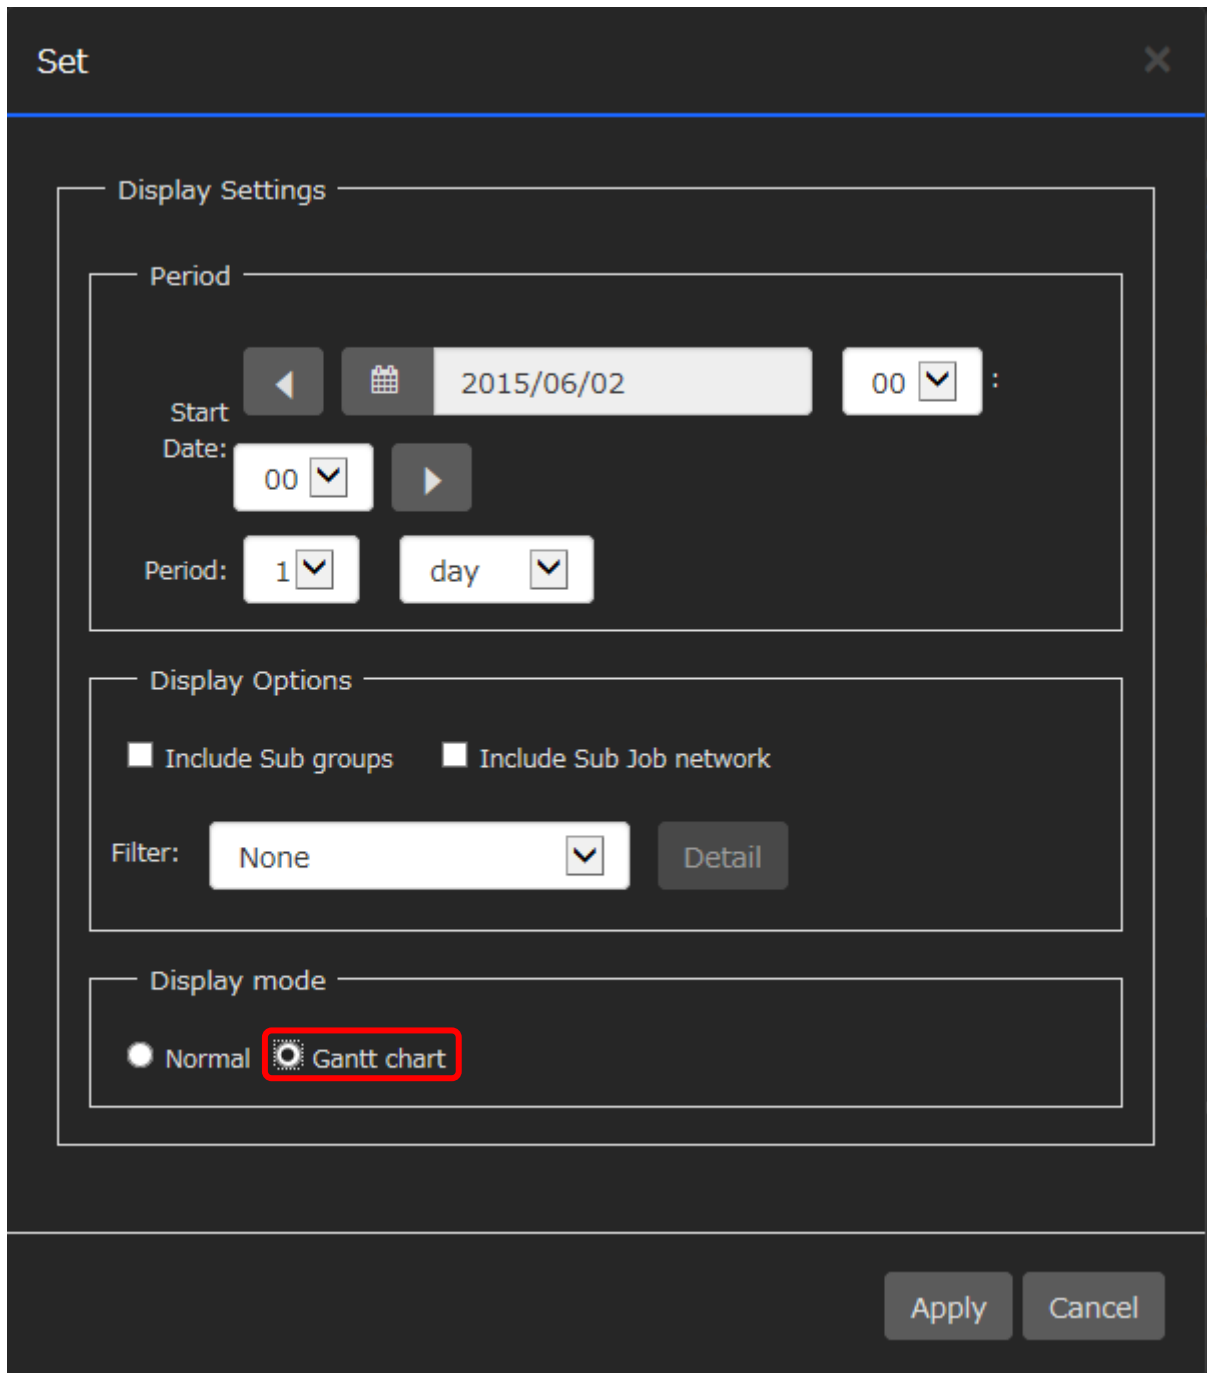 Set
Display Settings
Period
Start Date: 2015/06/02 00 :
00
Period: 1 day
Display Options
Include Sub groups Include Sub Job network
Filter: None Detail
Display mode
Normal Gantt chart
Apply Cancel